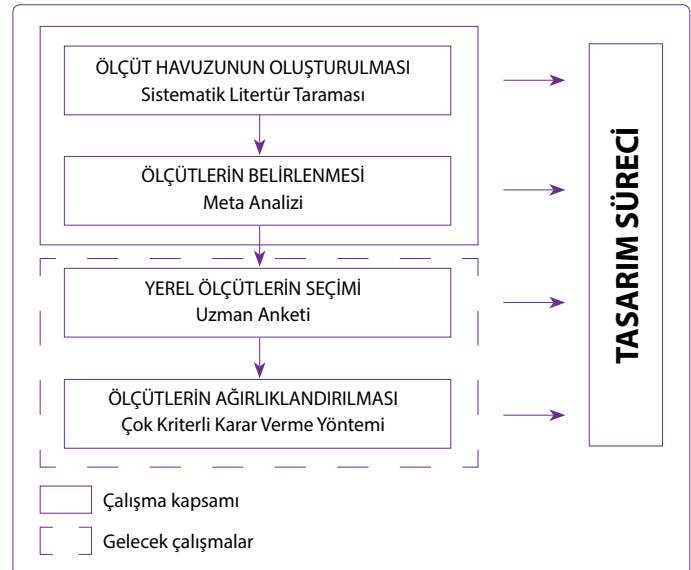 ÖLÇÜT HAVUZUNUN OLUŞTURULMASI
Sistematik Litertür Taraması
ÖLÇÜTLERİN BELİRLENMESİ
Meta Analizi
YEREL ÖLÇÜTLERİN SEÇİMİ
Uzman Anketi
ÖLÇÜTLERİN AĞIRLIKLANDIRILMASI
Çok Kriterli Karar Verme Yöntemi
TASARIM SÜRECİ
Çalışma kapsamı
Gelecek çalışmalar